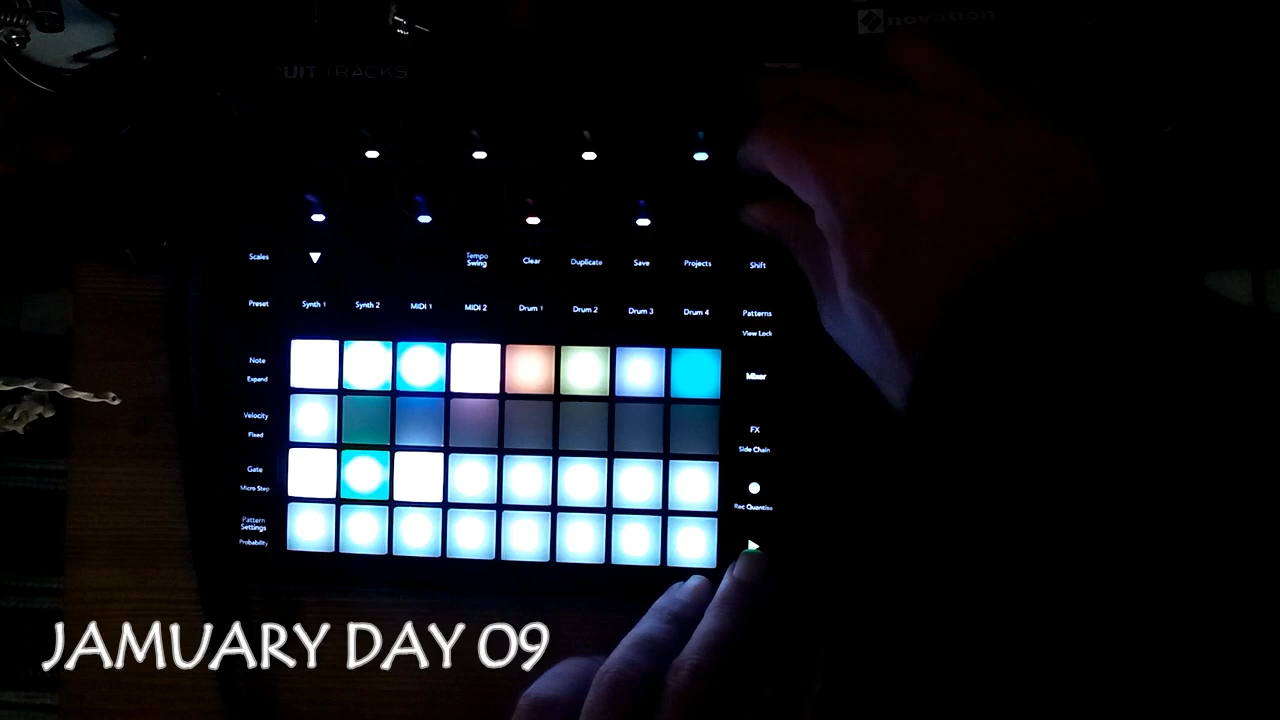 novation
UIT TRACKS
Scales
Tempo
Swing
Clear
Duplicate
Save
Projects
Shift
Preset
Synth 1
Synth 2
MIDI 1
MIDI 2
Drum 1
Drum 2
Drum 3
Drum 4
Patterns
View Lock
Note
Expand
Mixer
Velocity
Fixed
FX
Side Chain
Gate
Micro Step
Rec Quantise
Pattern
Settings
Probability
JAMUARY DAY 09